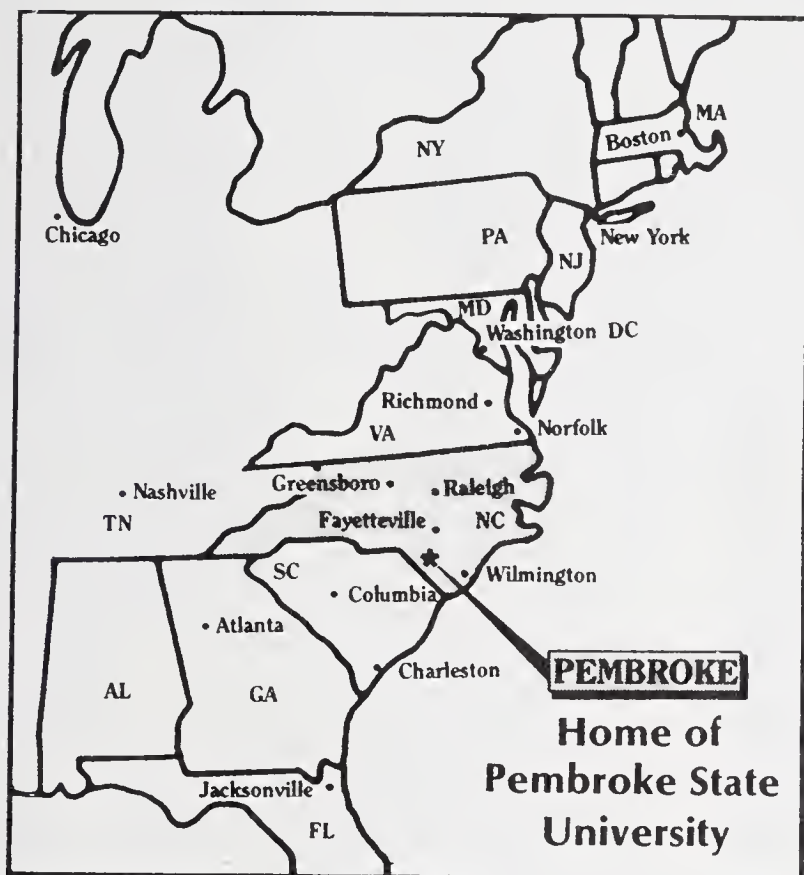 MA
Boston
NY
Chicago
PA
New York
NJ
MD
Washington DC
Richmond
VA
Norfolk
Greensboro
Raleigh
Nashville
TN
Fayetteville
NC
SC
Columbia
Wilmington
Atlanta
Charleston
PEMBROKE
AL
GA
Home of
Pembroke State
University
Jacksonville
FL